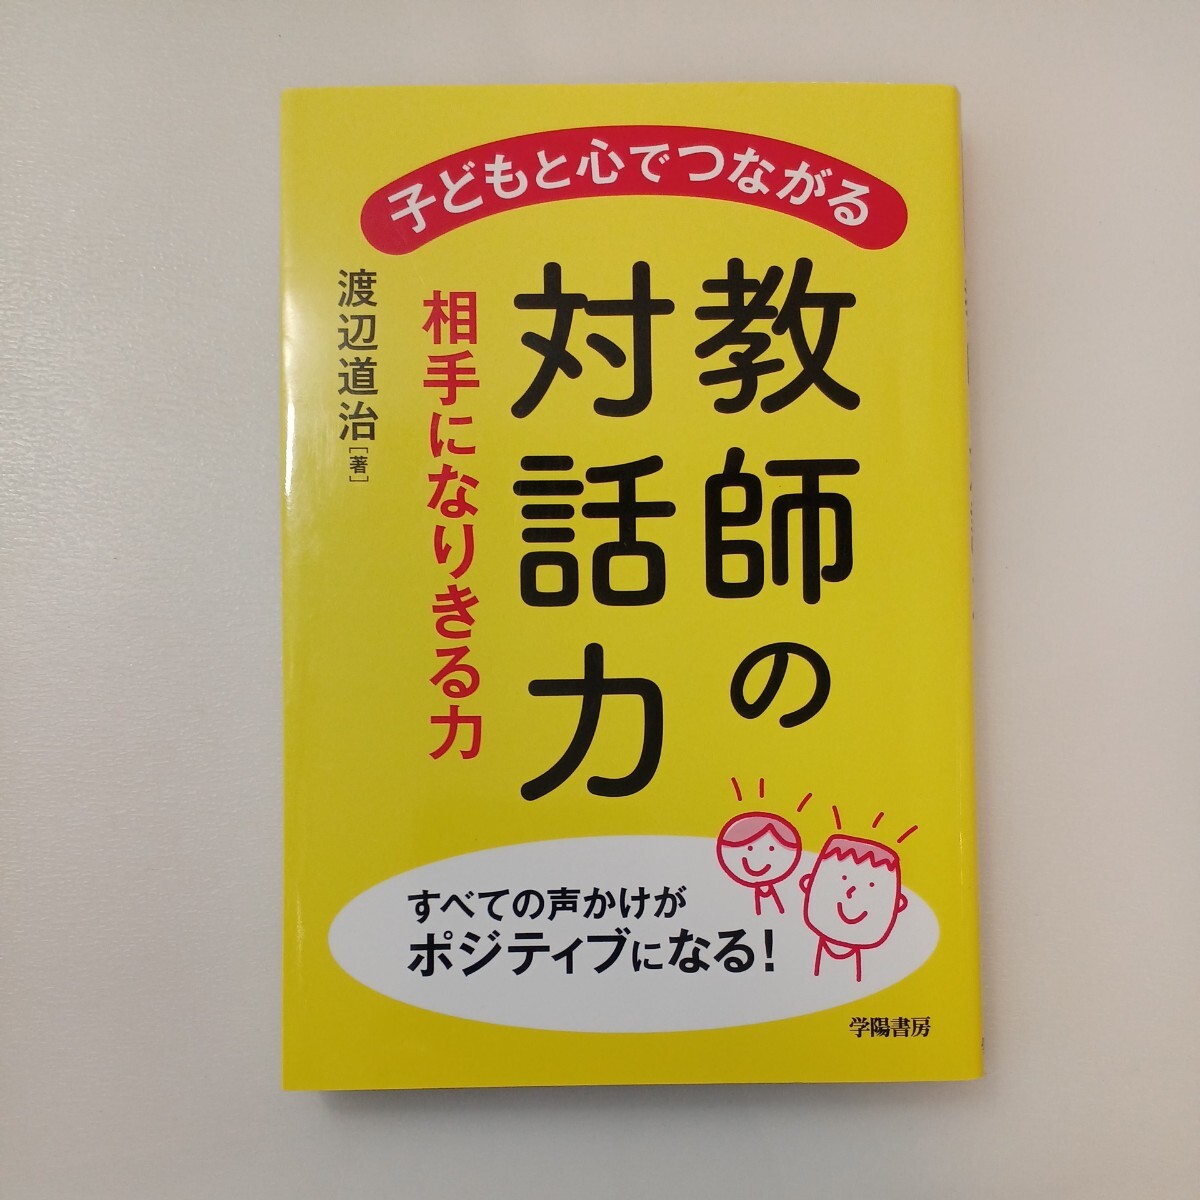 子どもと心でつながる
教師の
対話力
相手になりきる力
渡辺道治[著]
すべての声かけが
ポジティブになる!
学陽書房